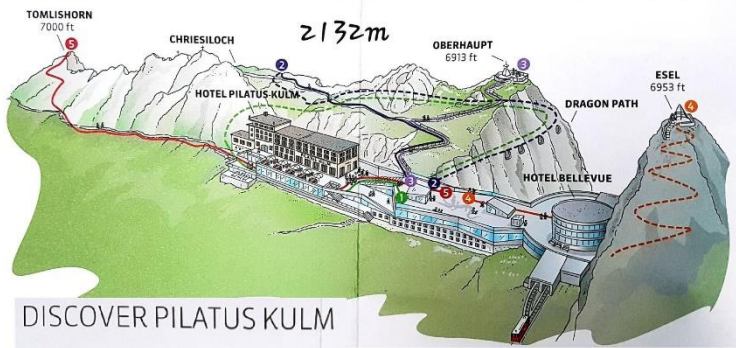 TOMLISHORN
7000 ft
5
CHRIESILOCH
2
2132m
OBERHAUPT
6913 ft
3
ESEL
6953 ft
4
HOTEL PILATUS-KULM
DRAGON PATH
HOTEL BELLEVUE
3
1
2
5
4
DISCOVER PILATUS KULM